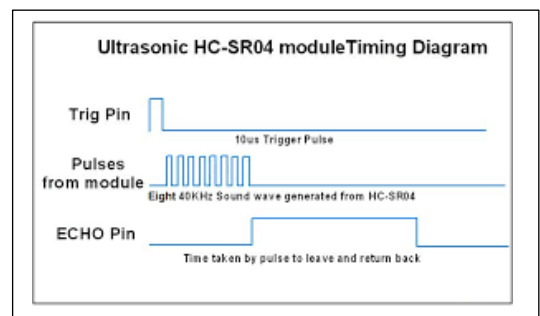 Ultrasonic HC-SR04 moduleTiming Diagram
Trig Pin
10us Trigger Pulse
Pulses
from module
Eight 40KHz Sound wave generated from HC-SR04
ECHO Pin
Time taken by pulse to leave and return back